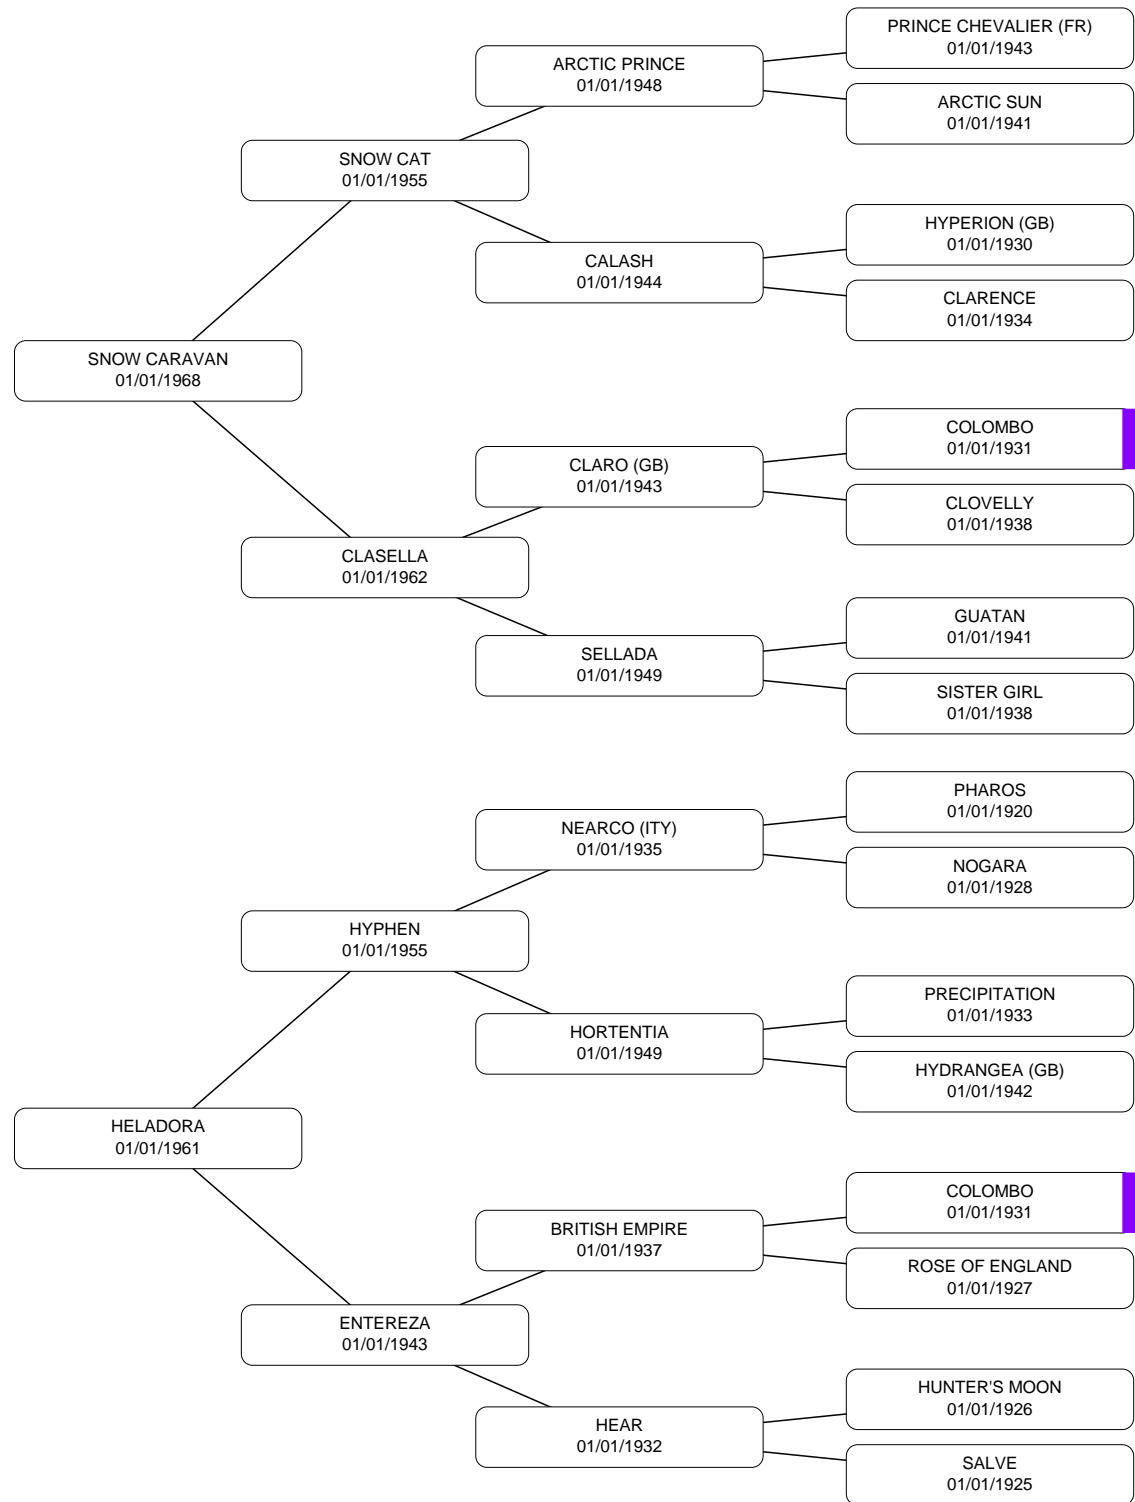 PRINCE CHEVALIER (FR)
01/01/1943
ARCTIC PRINCE
01/01/1948
ARCTIC SUN
01/01/1941
SNOW CAT
01/01/1955
HYPERION (GB)
01/01/1930
CALASH
01/01/1944
CLARENCE
01/01/1934
SNOW CARAVAN
01/01/1968
COLOMBO
01/01/1931
CLARO (GB)
01/01/1943
CLOVELLY
01/01/1938
CLASELLA
01/01/1962
GUATAN
01/01/1941
SELLADA
01/01/1949
SISTER GIRL
01/01/1938
PHAROS
01/01/1920
NEARCO (ITY)
01/01/1935
NOGARA
01/01/1928
HYPHEN
01/01/1955
PRECIPITATION
01/01/1933
HORTENTIA
01/01/1949
HYDRANGEA (GB)
01/01/1942
HELADORA
01/01/1961
COLOMBO
01/01/1931
BRITISH EMPIRE
01/01/1937
ROSE OF ENGLAND
01/01/1927
ENTEREZA
01/01/1943
HUNTER'S MOON
01/01/1926
HEAR
01/01/1932
SALVE
01/01/1925